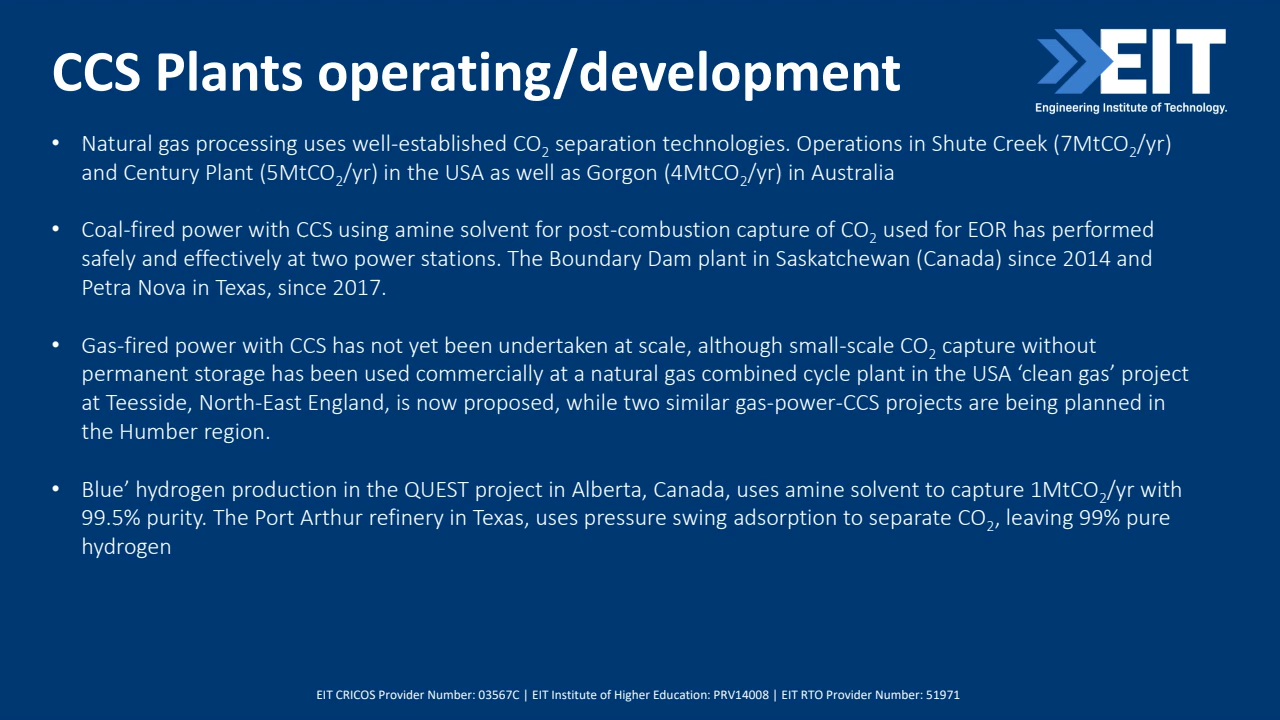 CCS Plants operating/development
EIT
Engineering Institute of Technology.
• Natural gas processing uses well-established CO₂ separation technologies. Operations in Shute Creek (7MtCO₂/yr)
and Century Plant (5MtCO₂/yr) in the USA as well as Gorgon (4MtCO₂/yr) in Australia
• Coal-fired power with CCS using amine solvent for post-combustion capture of CO₂ used for EOR has performed
safely and effectively at two power stations. The Boundary Dam plant in Saskatchewan (Canada) since 2014 and
Petra Nova in Texas, since 2017.
• Gas-fired power with CCS has not yet been undertaken at scale, although small-scale CO₂ capture without
permanent storage has been used commercially at a natural gas combined cycle plant in the USA ‘clean gas’ project
at Teesside, North-East England, is now proposed, while two similar gas-power-CCS projects are being planned in
the Humber region.
• Blue’ hydrogen production in the QUEST project in Alberta, Canada, uses amine solvent to capture 1MtCO₂/yr with
99.5% purity. The Port Arthur refinery in Texas, uses pressure swing adsorption to separate CO₂, leaving 99% pure
hydrogen
EIT CRICOS Provider Number: 03567C | EIT Institute of Higher Education: PRV14008 | EIT RTO Provider Number: 51971